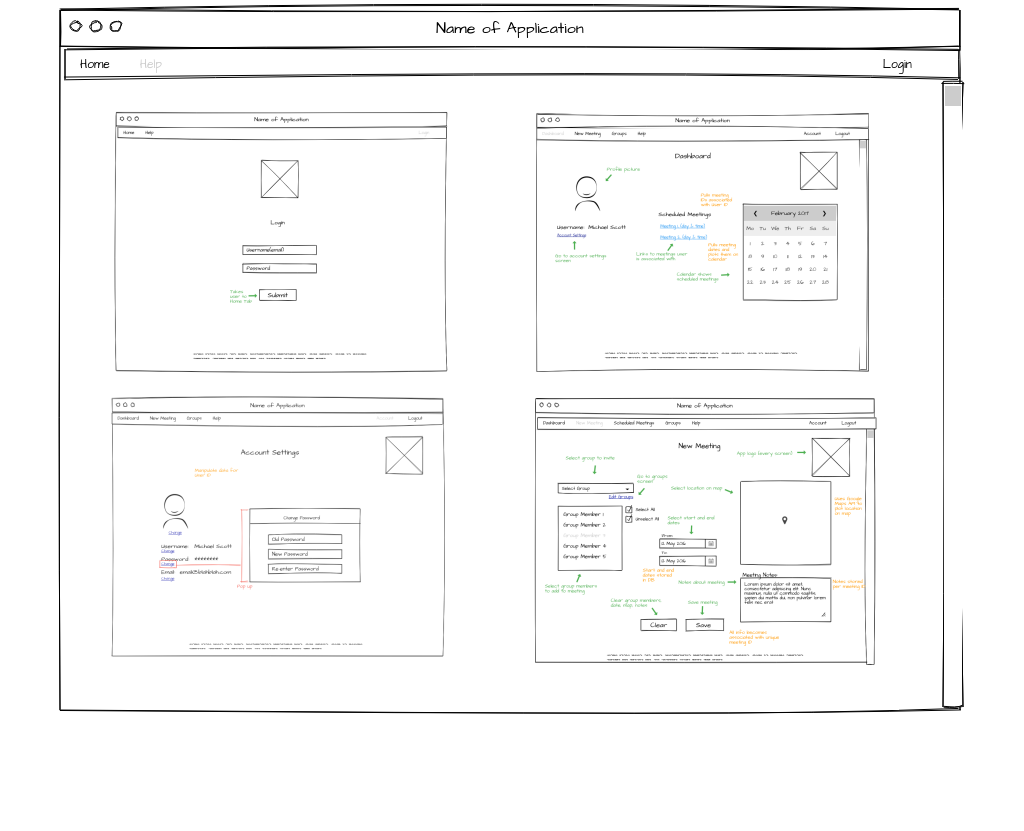 Name of Application
Home Help Login
Name of Application
Home Help Login
Login
Username(email)
Password
Takes
user to
Home tab
Submit
Name of Application
Dashboard New Meeting Groups Help Account Logout
Dashboard
Profile picture
Pulls meeting
IDs associated
with user ID
Scheduled Meetings
Username: Michael Scott
Account Settings
Meeting 1 (day 2, time)
Meeting 2 (day 2, time)
Go to account settings
screen
Links to meetings user
is associated with
Pulls meeting
dates and
puts them on
calendar
Calendar shows
scheduled meetings
February 2017
Mo Tu We Th Fr Sa Su
1 2 3 4 5 6 7
8 9 10 11 12 13 14
15 16 17 18 19 20 21
22 23 24 25 26 27 28
Name of Application
Dashboard New Meeting Groups Help Account Logout
Account Settings
Manipulate data for
user ID
Change
Username: Michael Scott
Change
Password: ########
Change
Email:
Change
Pop up
Change Password
Old Password
New Password
Re-enter Password
Name of Application
Dashboard New Meeting Scheduled Meetings Groups Help Account Logout
New Meeting
Select group to invite
App logo (every screen)
Select Group
Go to groups
screen
Edit Groups
Select location on map
Uses Google
Maps API to
plot location
on map
Group Member 1
Group Member 2
Group Member 3
Group Member 4
Group Member 5
Select All
Unselect All
Select start and end
dates
From
12 May 2016
To
12 May 2016
Start and end
dates stored
in DB
Select group members
to add to meeting
Notes about meeting
Meeting Notes
Lorem ipsum dolor sit amet,
consectetur adipiscing elit. Nunc
maximus, nulla ut commodo sagittis,
sapien dui mattis dui, non pulvinar lorem
felis nec erat
Notes stored
per meeting ID
Clear group members
date, map, notes
Save meeting
Clear Save
All info becomes
associated with unique
meeting ID